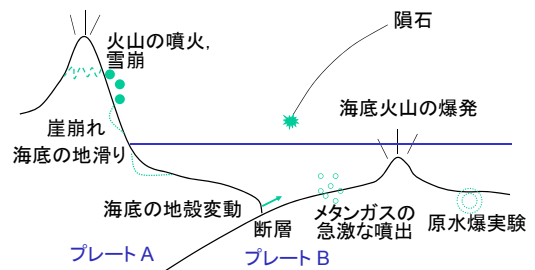 隕石
火山の噴火,
雪崩
海底火山の爆発
崖崩れ
海底の地滑り
海底の地殻変動
断層
メタンガスの
急激な噴出
原水爆実験
プレートA
プレートB